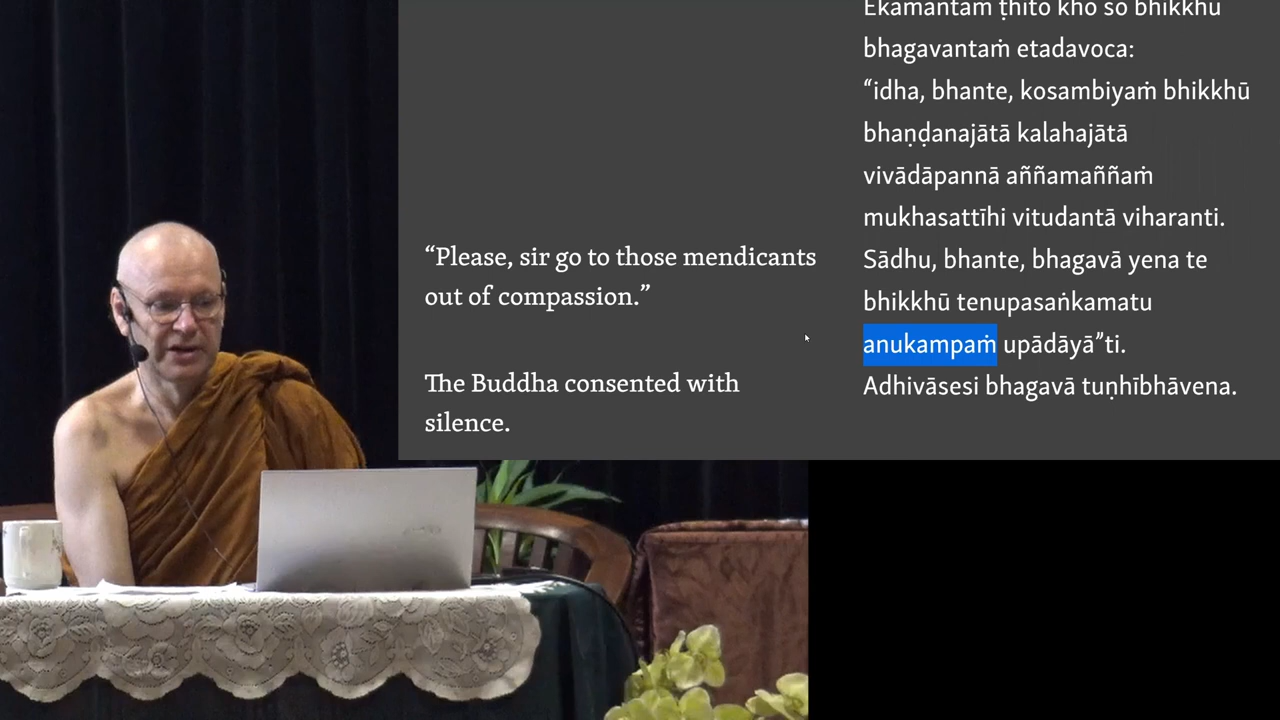 “Please, sir go to those mendicants
out of compassion.”
The Buddha consented with
silence.
Ekamantaṁ ṭhito kho so bhikkhu
bhagavantaṁ etadavoca:
“idha, bhante, kosambiyaṁ bhikkhū
bhaṇḍanajātā kalahajātā
vivādāpannā aññamaññaṁ
mukhasattīhi vitudantā viharanti.
Sādhu, bhante, bhagavā yena te
bhikkhū tenupasaṅkamatu
anukampaṁ upādāyā”ti.
Adhivāsesi bhagavā tuṇhībhāvena.